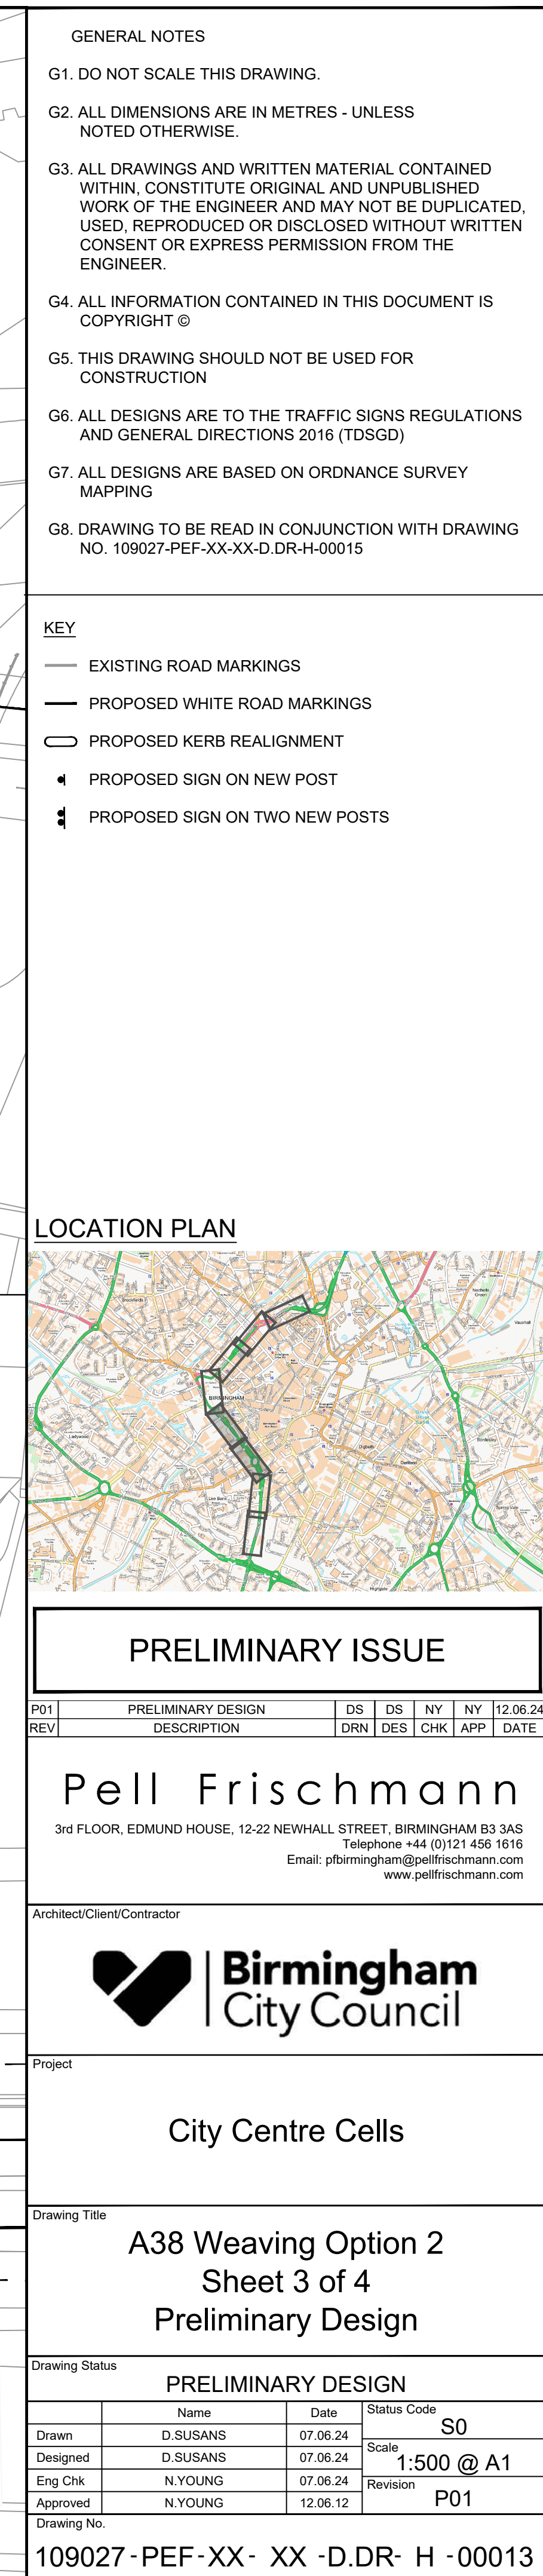 GENERAL NOTES
G1. DO NOT SCALE THIS DRAWING.
G2. ALL DIMENSIONS ARE IN METRES - UNLESS
NOTED OTHERWISE.
G3. ALL DRAWINGS AND WRITTEN MATERIAL CONTAINED
WITHIN, CONSTITUTE ORIGINAL AND UNPUBLISHED
WORK OF THE ENGINEER AND MAY NOT BE DUPLICATED,
USED, REPRODUCED OR DISCLOSED WITHOUT WRITTEN
CONSENT OR EXPRESS PERMISSION FROM THE
ENGINEER.
G4. ALL INFORMATION CONTAINED IN THIS DOCUMENT IS
COPYRIGHT ©
G5. THIS DRAWING SHOULD NOT BE USED FOR
CONSTRUCTION
G6. ALL DESIGNS ARE TO THE TRAFFIC SIGNS REGULATIONS
AND GENERAL DIRECTIONS 2016 (TDSGD)
G7. ALL DESIGNS ARE BASED ON ORDNANCE SURVEY
MAPPING
G8. DRAWING TO BE READ IN CONJUNCTION WITH DRAWING
NO. 109027-PEF-XX-XX-D.DR-H-00015
KEY
EXISTING ROAD MARKINGS
PROPOSED WHITE ROAD MARKINGS
PROPOSED KERB REALIGNMENT
PROPOSED SIGN ON NEW POST
PROPOSED SIGN ON TWO NEW POSTS
LOCATION PLAN
BIRMINGHAM
PRELIMINARY ISSUE
P01 PRELIMINARY DESIGN DS DS NY NY 12.06.24
REV DESCRIPTION DRN DES CHK APP DATE
Pell Frischmann
3rd FLOOR, EDMUND HOUSE, 12-22 NEWHALL STREET, BIRMINGHAM B3 3AS
Telephone +44 (0)121 456 1616
Email: pfbirmingham@pellfrischmann.com
www.pellfrischmann.com
Architect/Client/Contractor
Birmingham
City Council
Project
City Centre Cells
Drawing Title
A38 Weaving Option 2
Sheet 3 of 4
Preliminary Design
Drawing Status
PRELIMINARY DESIGN
Name Date Status Code
S0
Drawn D.SUSANS 07.06.24
Scale
1:500 @ A1
Designed D.SUSANS 07.06.24
Eng Chk N.YOUNG 07.06.24
Revision
P01
Approved N.YOUNG 12.06.12
Drawing No.
109027-PEF-XX- XX -D.DR- H -00013